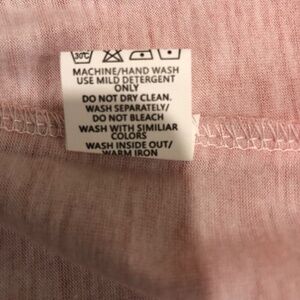 30°C
MACHINE/HAND WASH
USE MILD DETERGENT
ONLY
DO NOT DRY CLEAN.
WASH SEPARATELY/
DO NOT BLEACH
WASH WITH SIMILIAR
COLORS
WASH INSIDE OUT/
WARM IRON